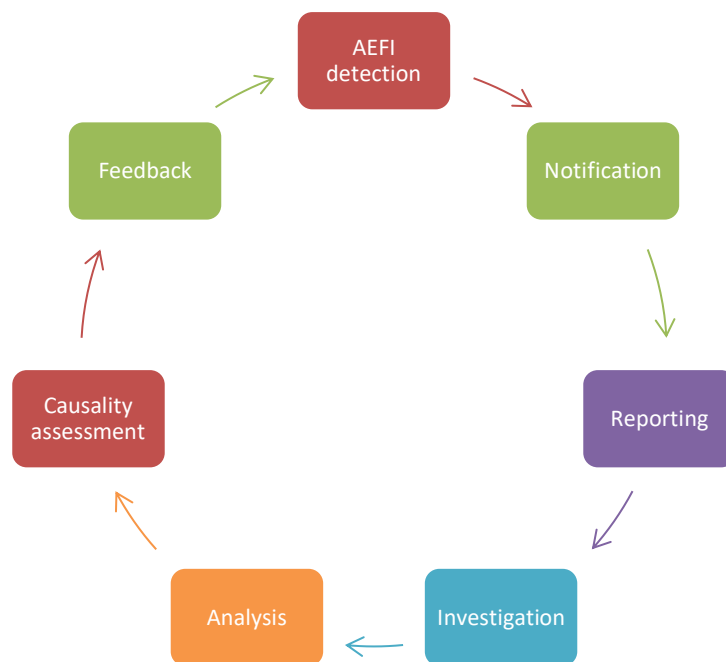 AEFI
detection
Notification
Reporting
Investigation
Analysis
Causality
assessment
Feedback